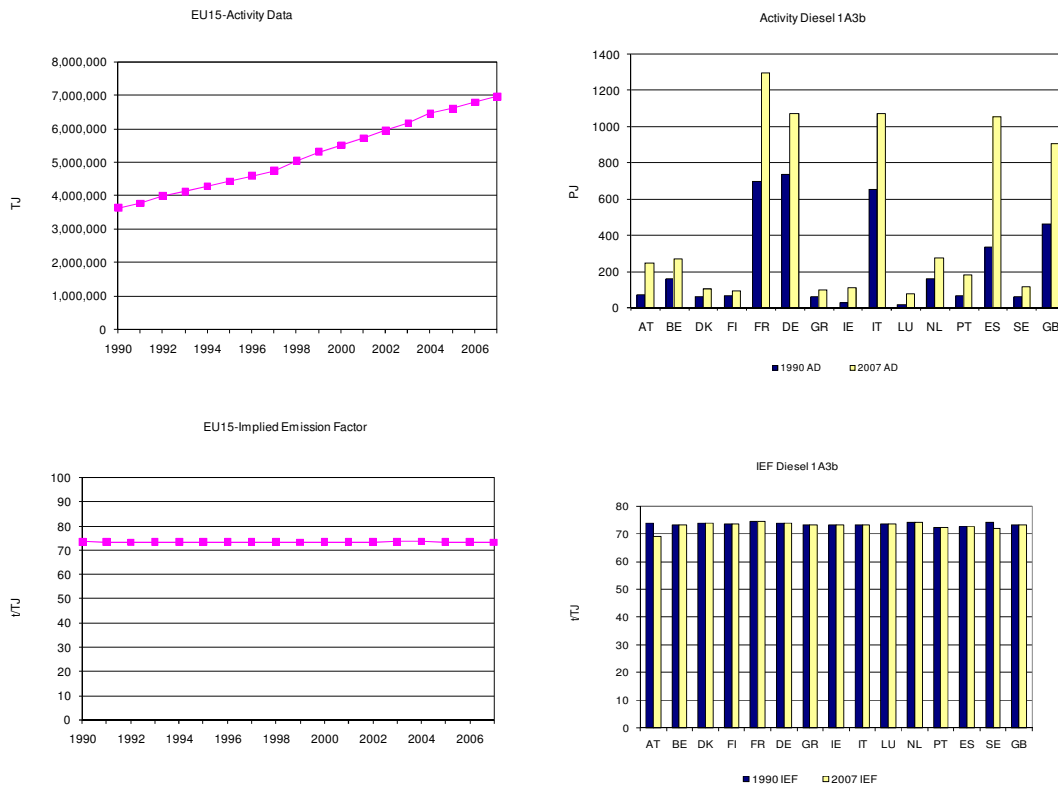 EU15-Activity Data
8,000,000
7,000,000
6,000,000
5,000,000
4,000,000
3,000,000
2,000,000
1,000,000
0
TJ
1990 1992 1994 1996 1998 2000 2002 2004 2006
Activity Diesel 1A3b
1400
1200
1000
800
600
400
200
0
PJ
AT BE DK FI FR DE GR IE IT LU NL PT ES SE GB
1990 AD 2007 AD
EU15-Implied Emission Factor
100
90
80
70
60
50
40
30
20
10
0
t/TJ
1990 1992 1994 1996 1998 2000 2002 2004 2006
IEF Diesel 1A3b
80
70
60
50
40
30
20
10
0
t/TJ
AT BE DK FI FR DE GR IE IT LU NL PT ES SE GB
1990 IEF 2007 IEF